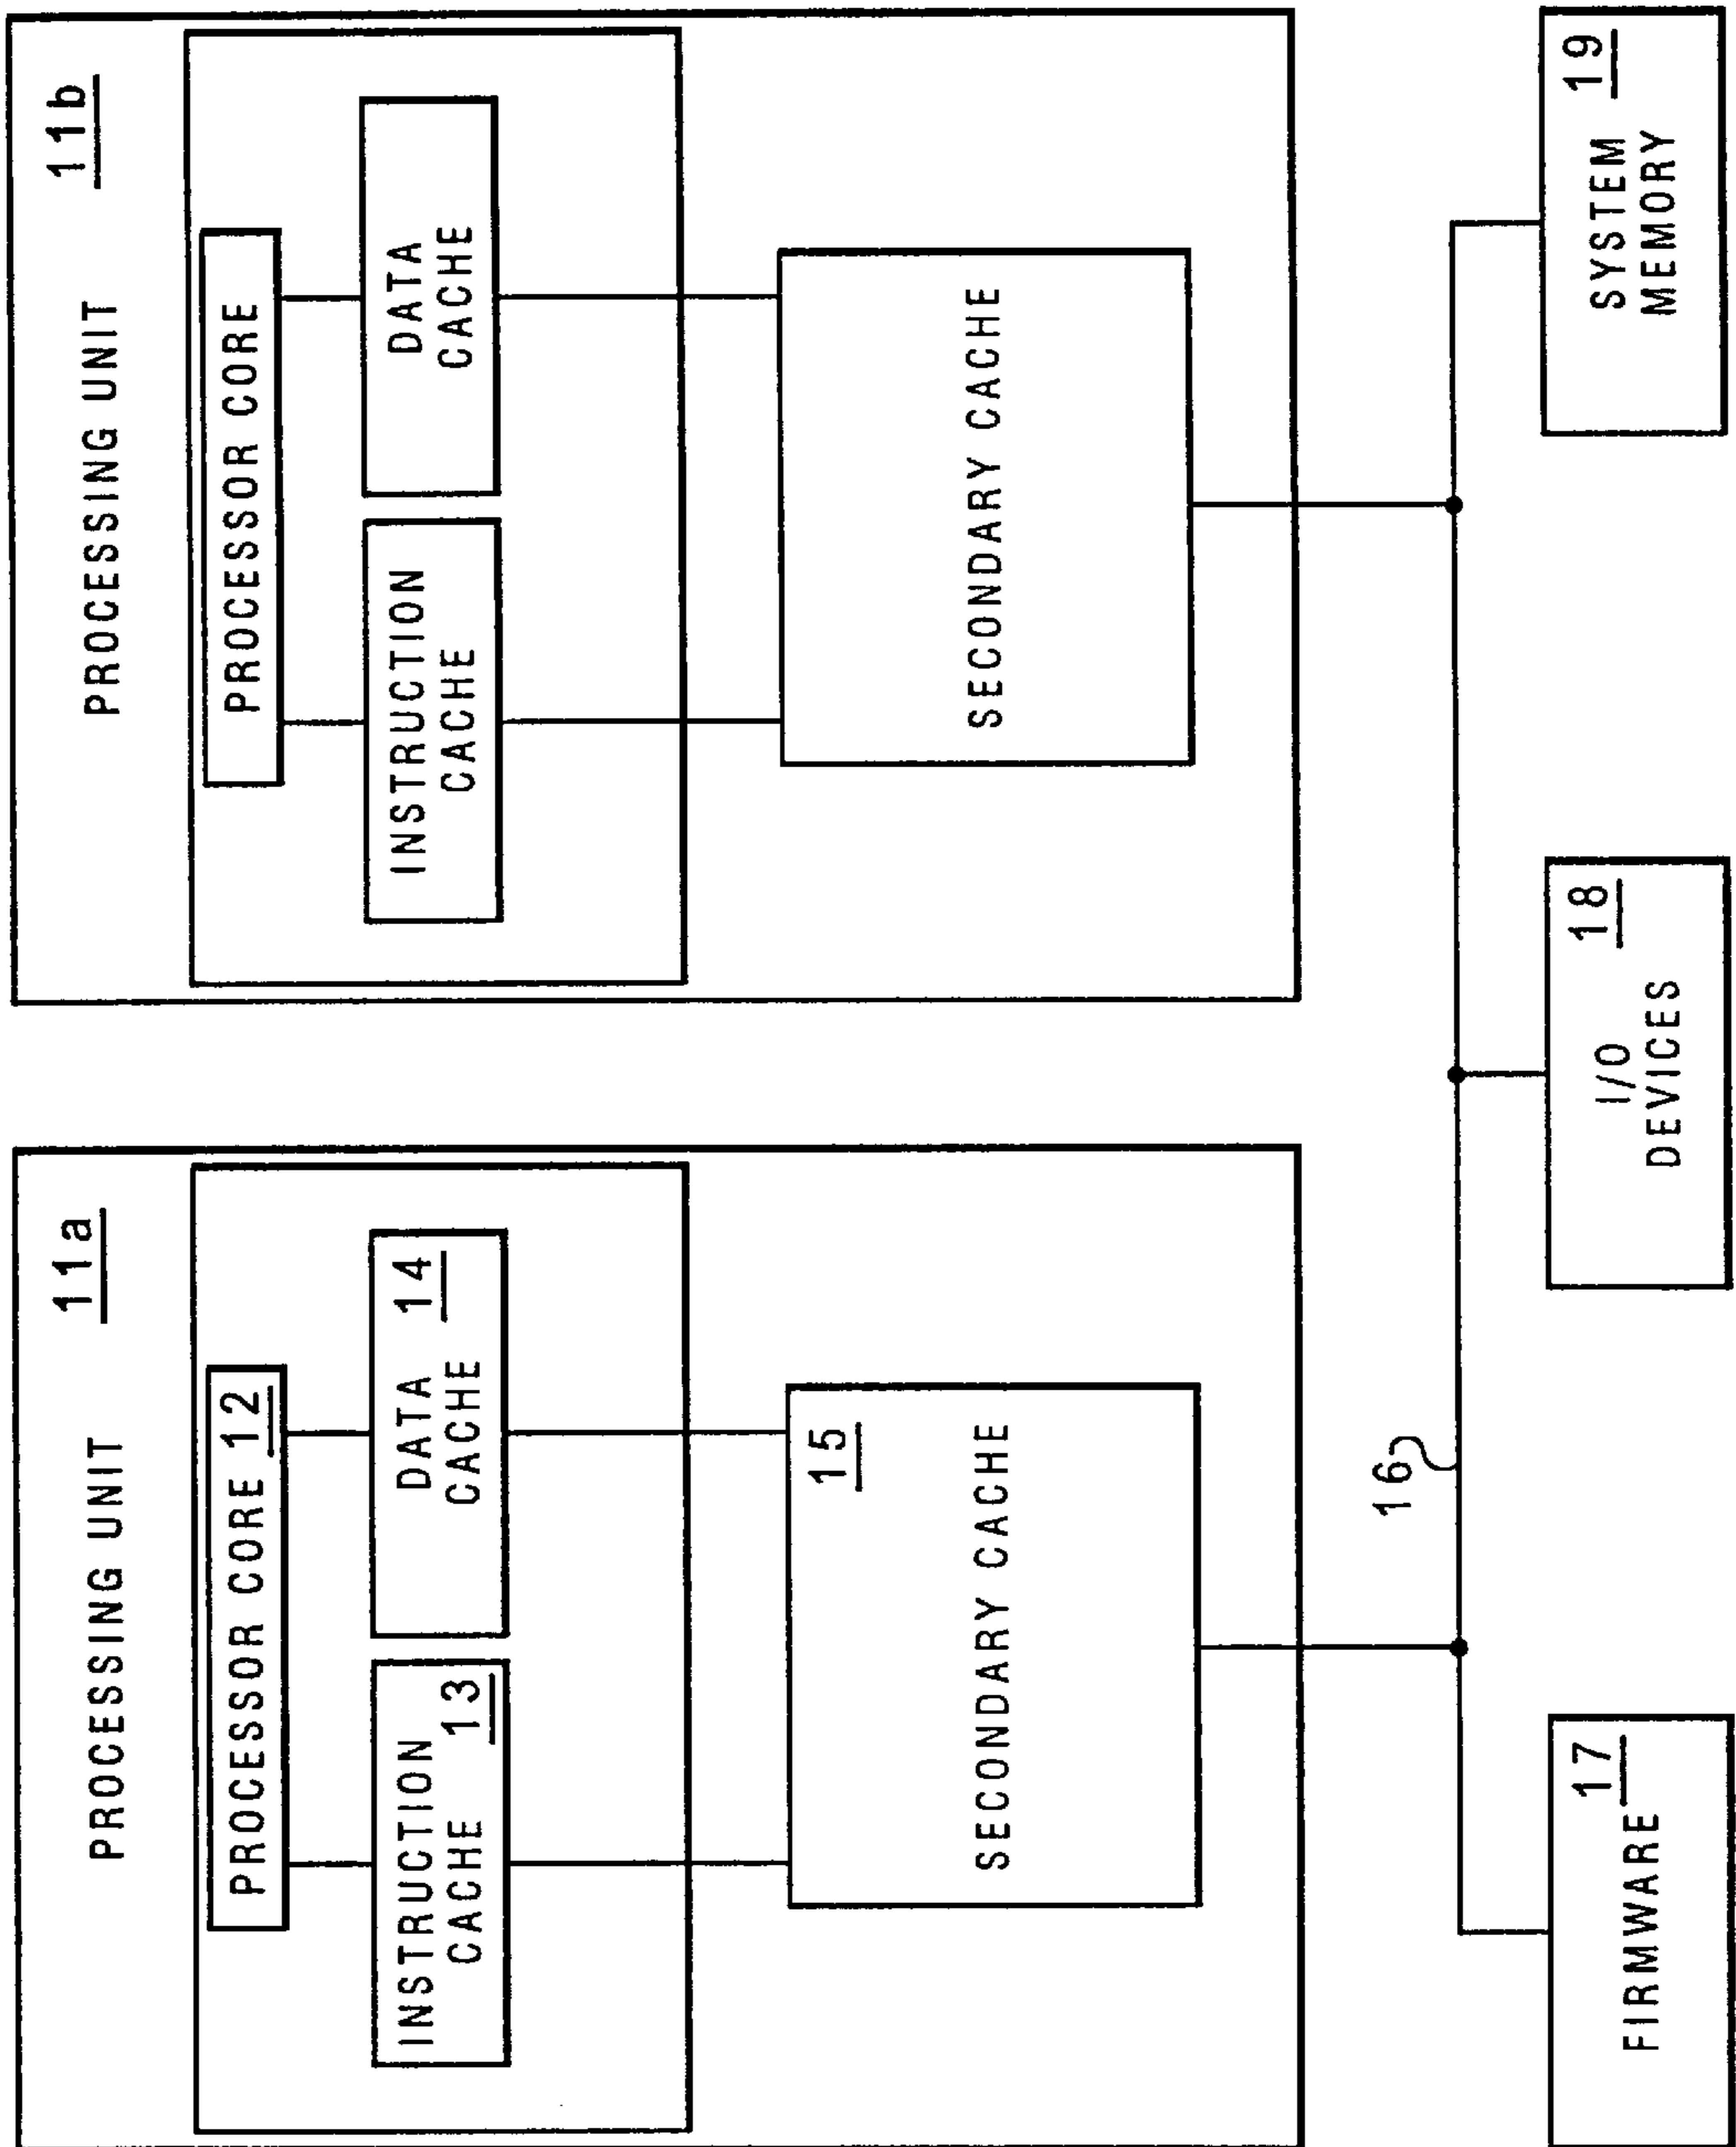 PROCESSING UNIT 11a
PROCESSOR CORE 12
INSTRUCTION
CACHE 13
DATA 14
CACHE
15
SECONDARY CACHE
PROCESSING UNIT 11b
PROCESSOR CORE
INSTRUCTION
CACHE
DATA
CACHE
SECONDARY CACHE
16
FIRMWARE 17
I/O 18
DEVICES
SYSTEM 19
MEMORY